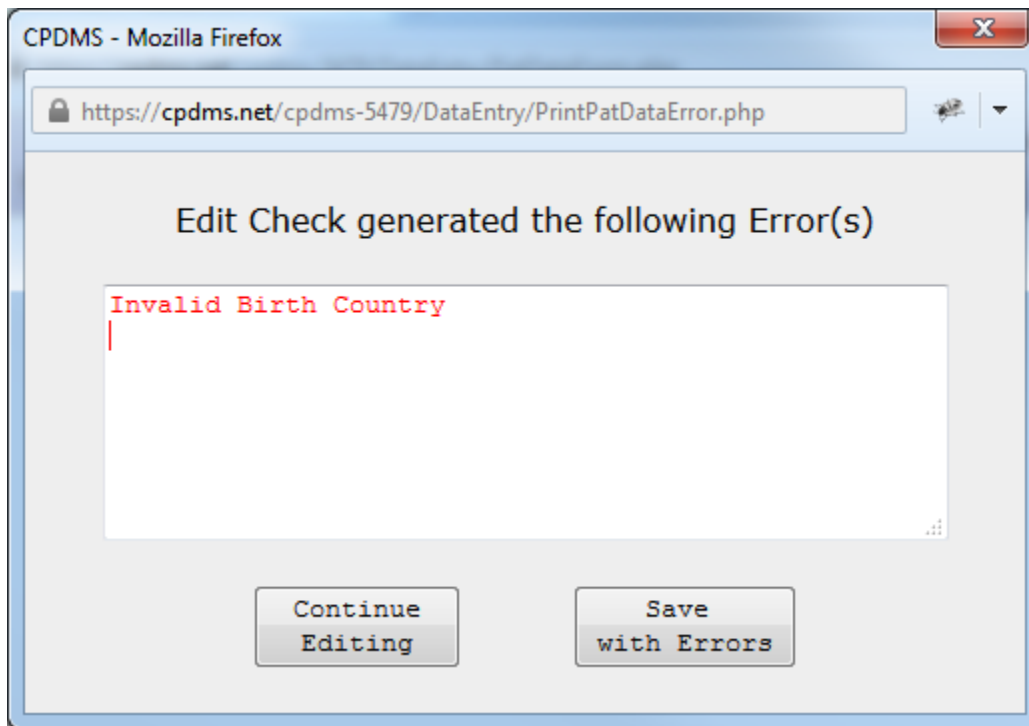 CPDMS - Mozilla Firefox
https://cpdms.net/cpdms-5479/DataEntry/PrintPatDataError.php
Edit Check generated the following Error(s)
Invalid Birth Country
Continue
Editing
Save
with Errors